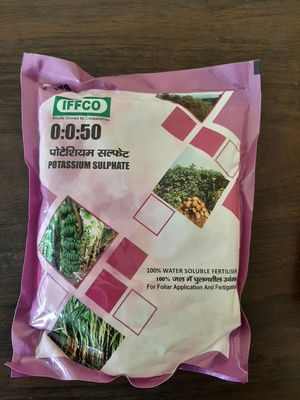 IFFCO
Wholly Owned By Cooperatives
0:0:50
पोटेशियम सल्फेट
POTASSIUM SULPHATE
100% WATER SOLUBLE FERTILISER
100% जल में घुलनशील उर्वरक
For Foliar Application And Fertigation